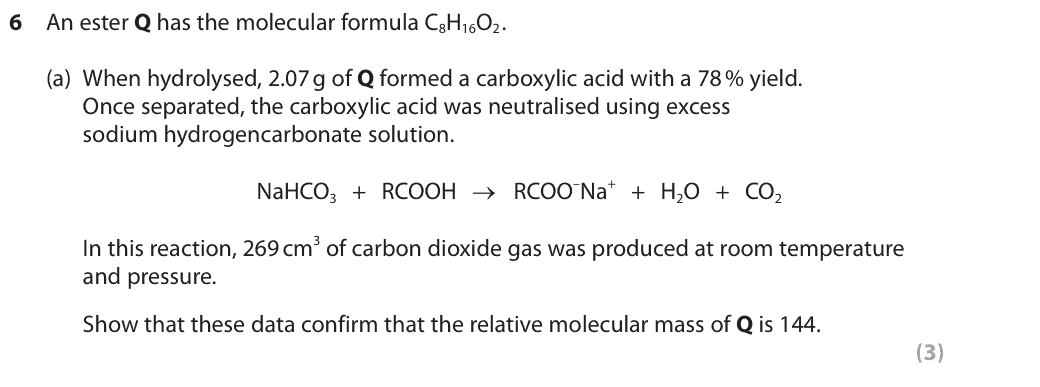 6 An ester Q has the molecular formula C₈H₁₆O₂.
(a) When hydrolysed, 2.07 g of Q formed a carboxylic acid with a 78% yield.
Once separated, the carboxylic acid was neutralised using excess
sodium hydrogencarbonate solution.
NaHCO₃ + RCOOH → RCOO⁻Na⁺ + H₂O + CO₂
In this reaction, 269 cm³ of carbon dioxide gas was produced at room temperature
and pressure.
Show that these data confirm that the relative molecular mass of Q is 144.
(3)